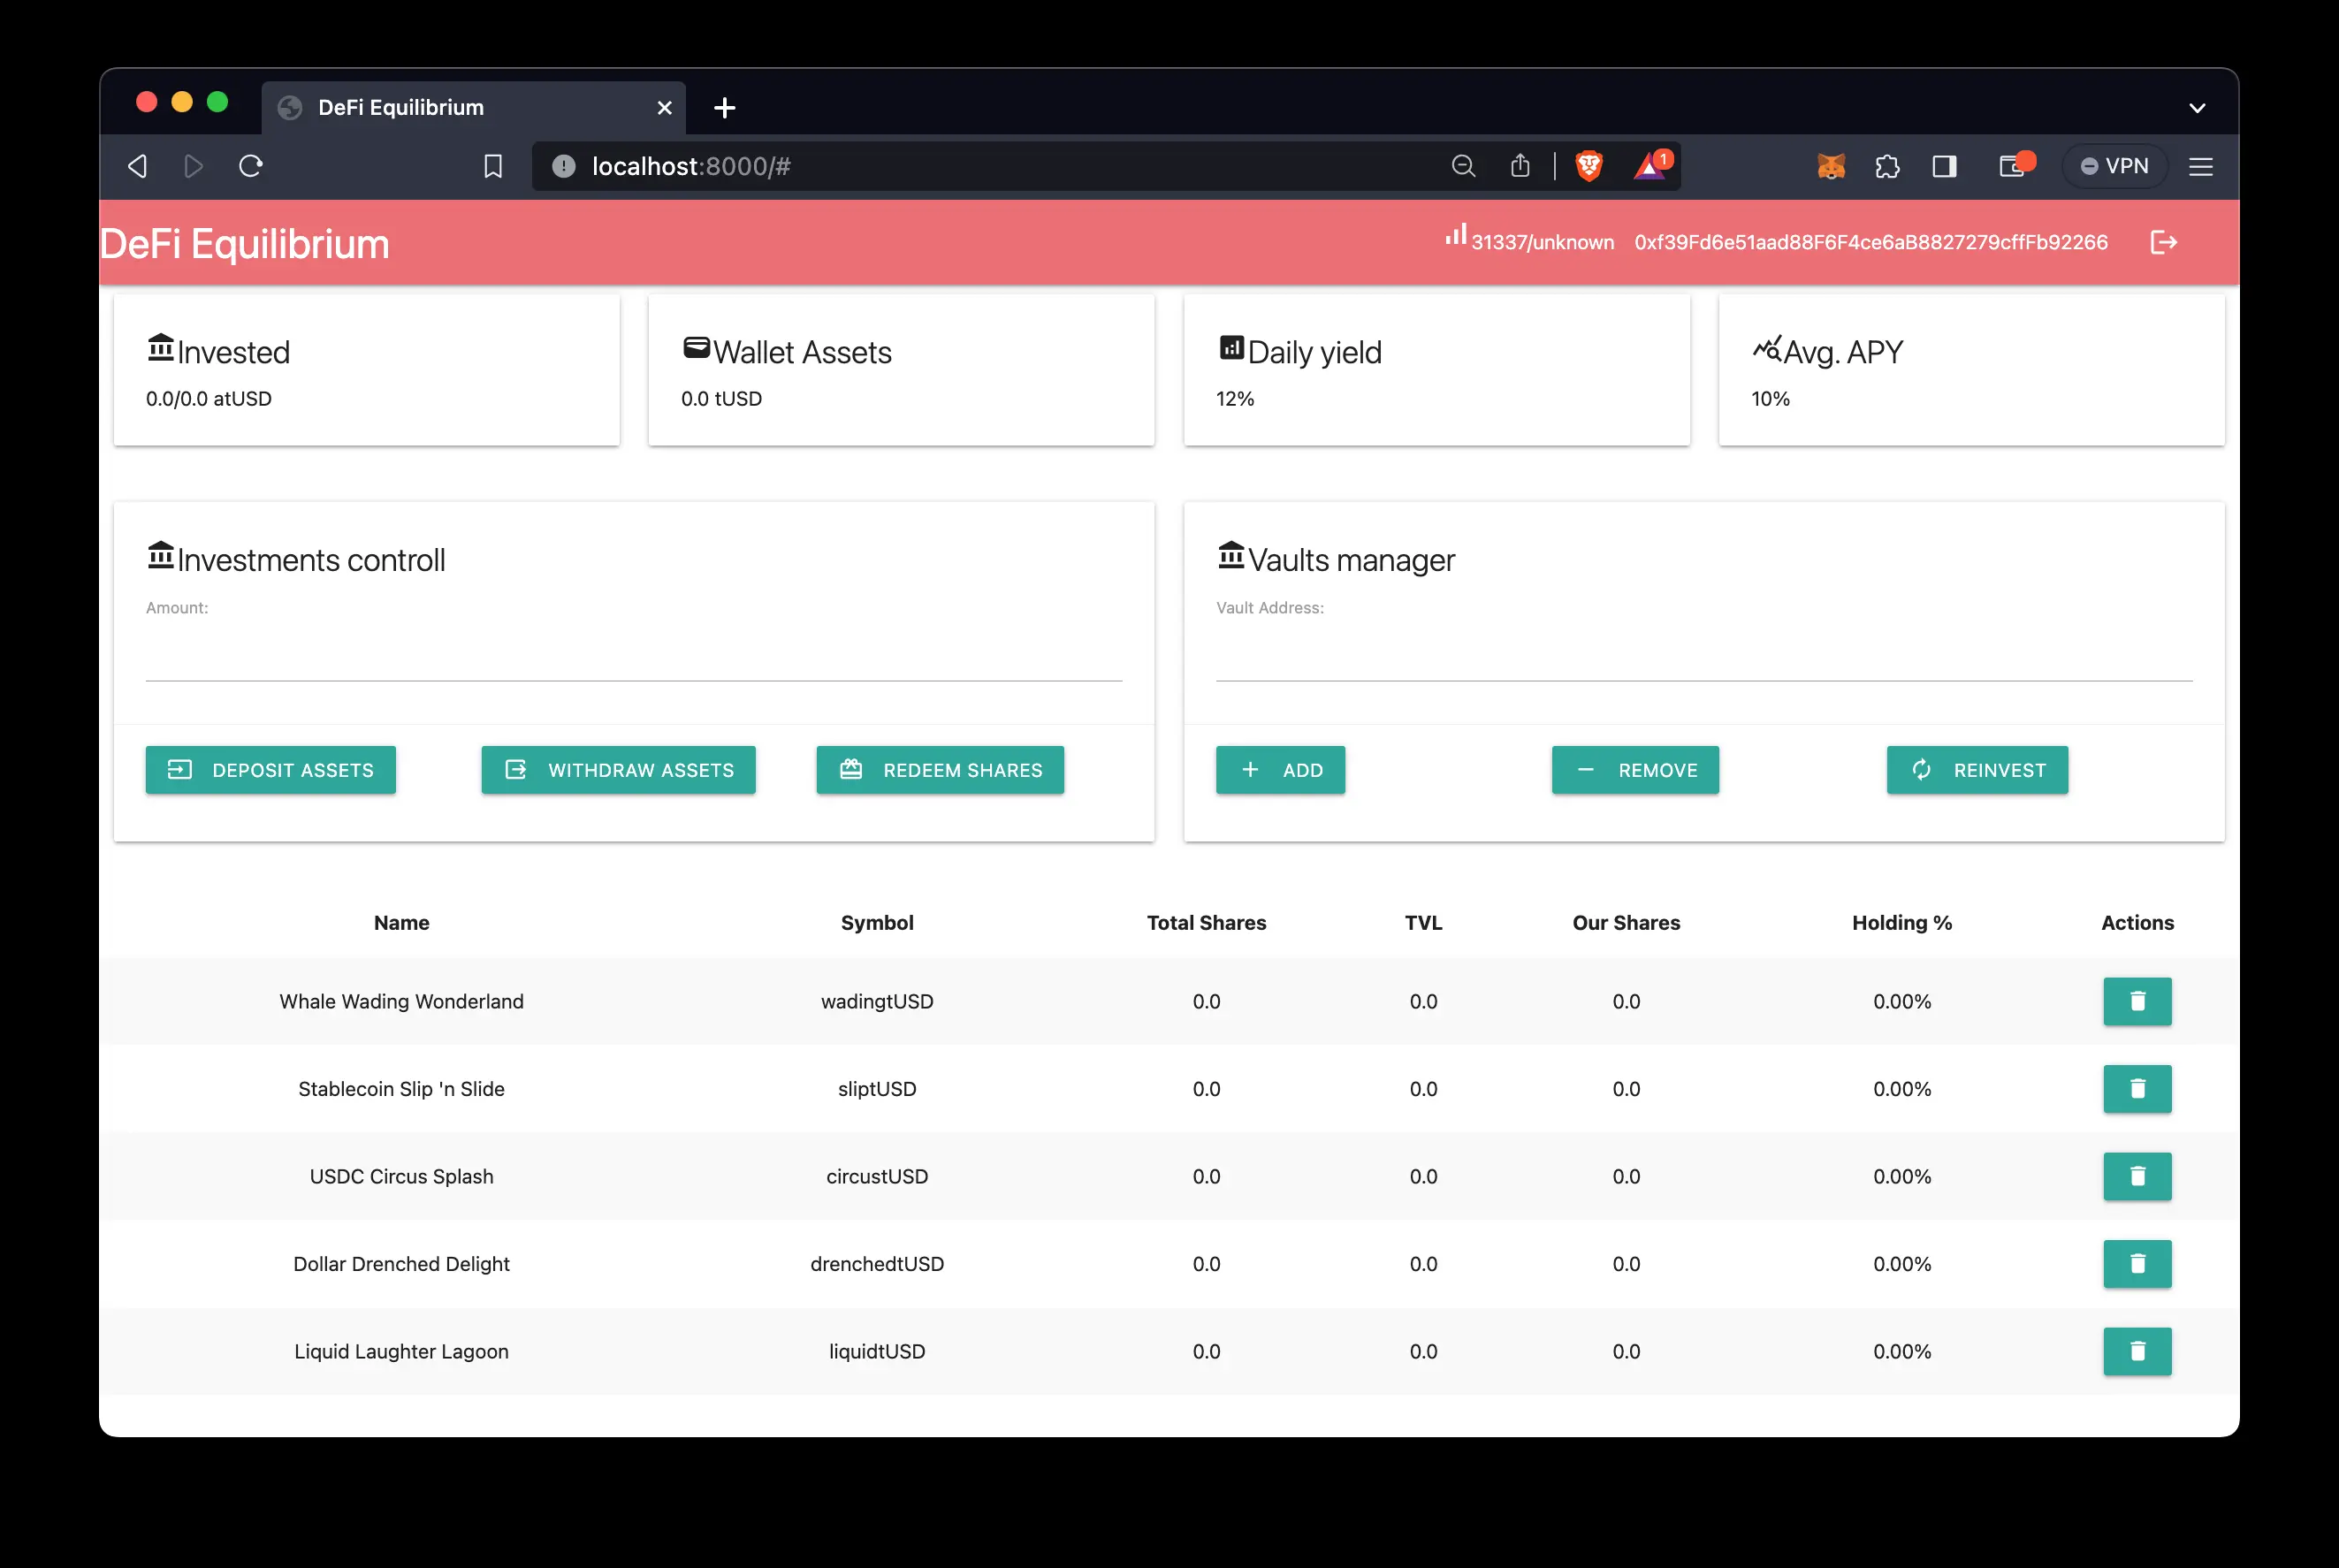 DeFi Equilibrium
localhost:8000/#
1
VPN
DeFi Equilibrium
31337/unknown 0xf39Fd6e51aad88F6F4ce6aB8827279cffFb92266
Invested
0.0/0.0 atUSD
Wallet Assets
0.0 tUSD
Daily yield
12%
Avg. APY
10%
Investments controll
Amount:
DEPOSIT ASSETS WITHDRAW ASSETS REDEEM SHARES
Vaults manager
Vault Address:
ADD REMOVE REINVEST
Name Symbol Total Shares TVL Our Shares Holding % Actions
Whale Wading Wonderland wadingtUSD 0.0 0.0 0.0 0.00%
Stablecoin Slip 'n Slide sliptUSD 0.0 0.0 0.0 0.00%
USDC Circus Splash circustUSD 0.0 0.0 0.0 0.00%
Dollar Drenched Delight drenchedtUSD 0.0 0.0 0.0 0.00%
Liquid Laughter Lagoon liquidtUSD 0.0 0.0 0.0 0.00%